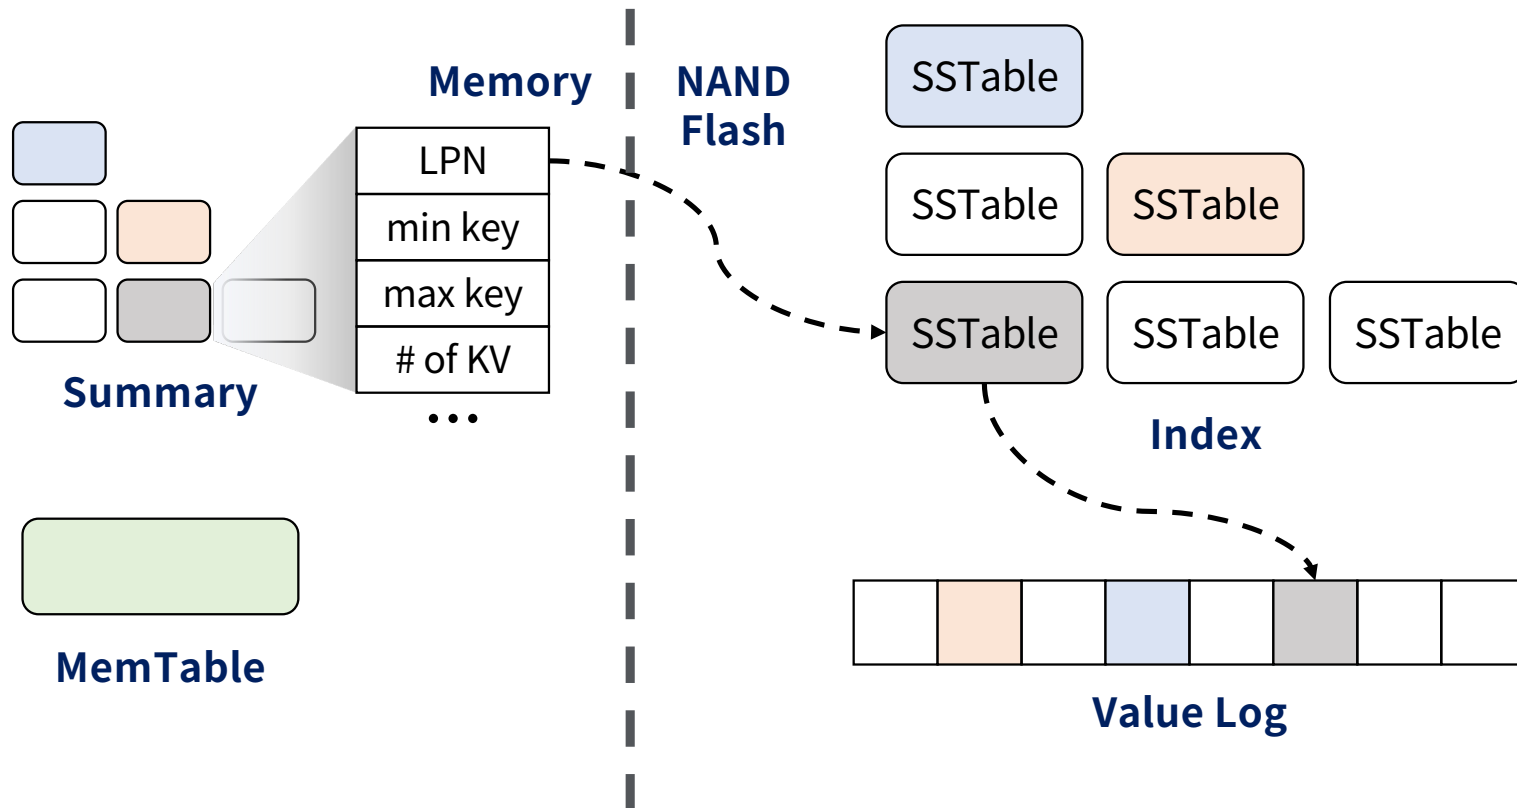 Memory
NAND
Flash
LPN
min key
max key
# of KV
...
Summary
MemTable
SSTable
SSTable
SSTable
SSTable
SSTable
SSTable
Index
Value Log